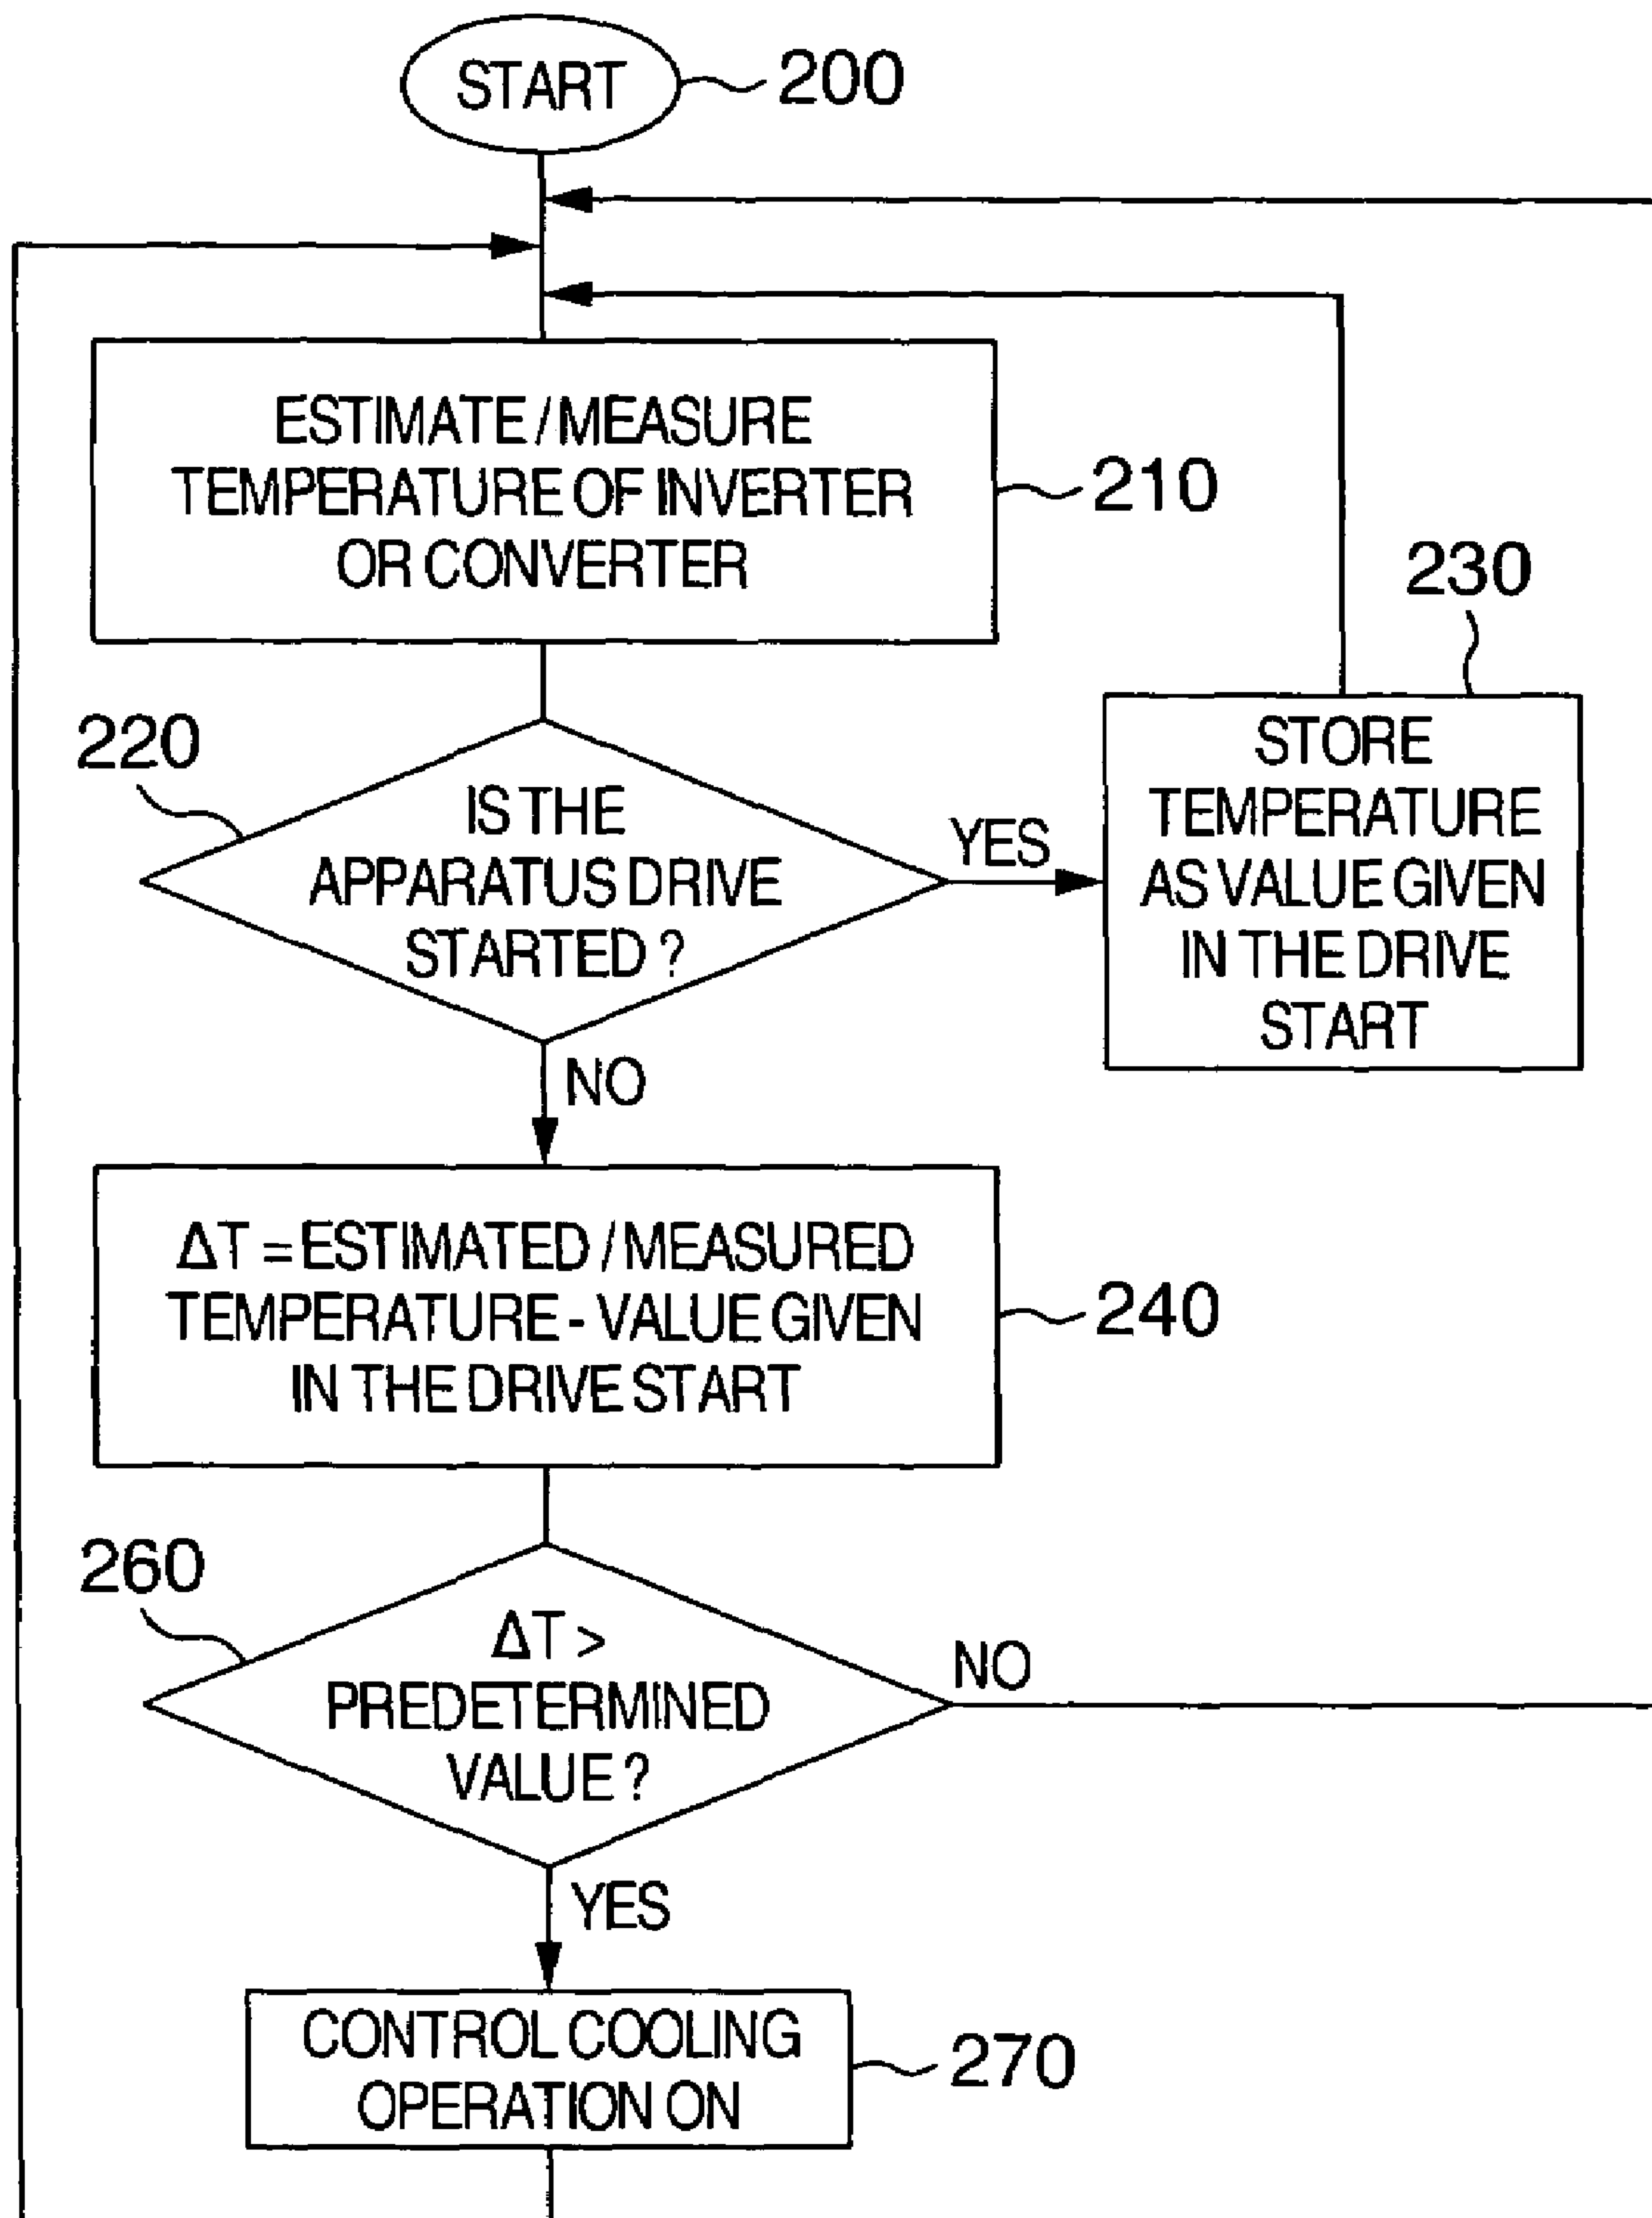 START
200
ESTIMATE / MEASURE
TEMPERATURE OF INVERTER
OR CONVERTER
210
220
IS THE
APPARATUS DRIVE
STARTED ?
YES
230
STORE
TEMPERATURE
AS VALUE GIVEN
IN THE DRIVE
START
NO
ΔT = ESTIMATED / MEASURED
TEMPERATURE - VALUE GIVEN
IN THE DRIVE START
240
260
ΔT >
PREDETERMINED
VALUE ?
NO
YES
CONTROL COOLING
OPERATION ON
270